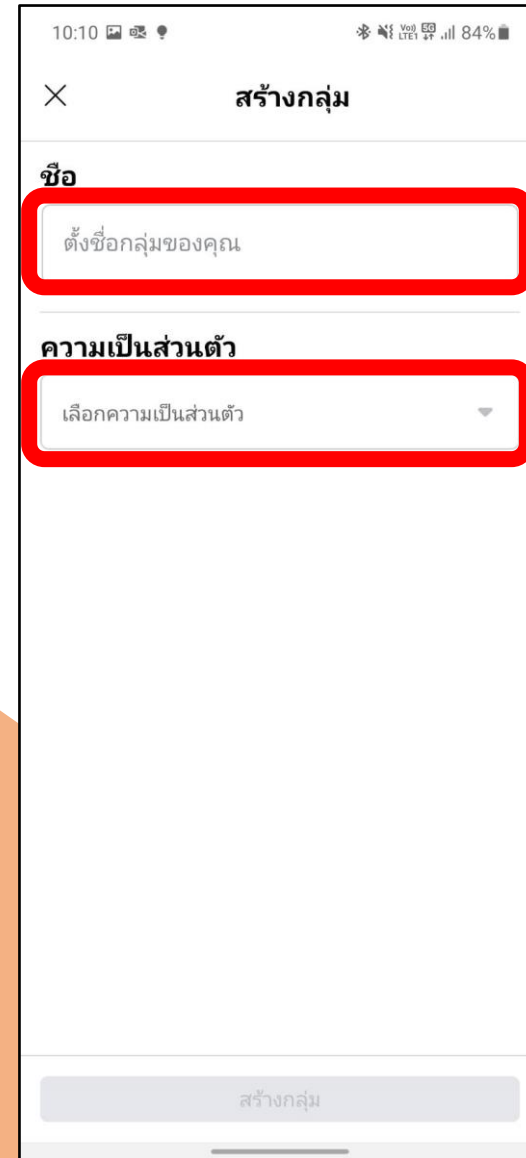 10:10 84%
สร้างกลุ่ม
ชื่อ
ตั้งชื่อกลุ่มของคุณ
ความเป็นส่วนตัว
เลือกความเป็นส่วนตัว
สร้างกลุ่ม